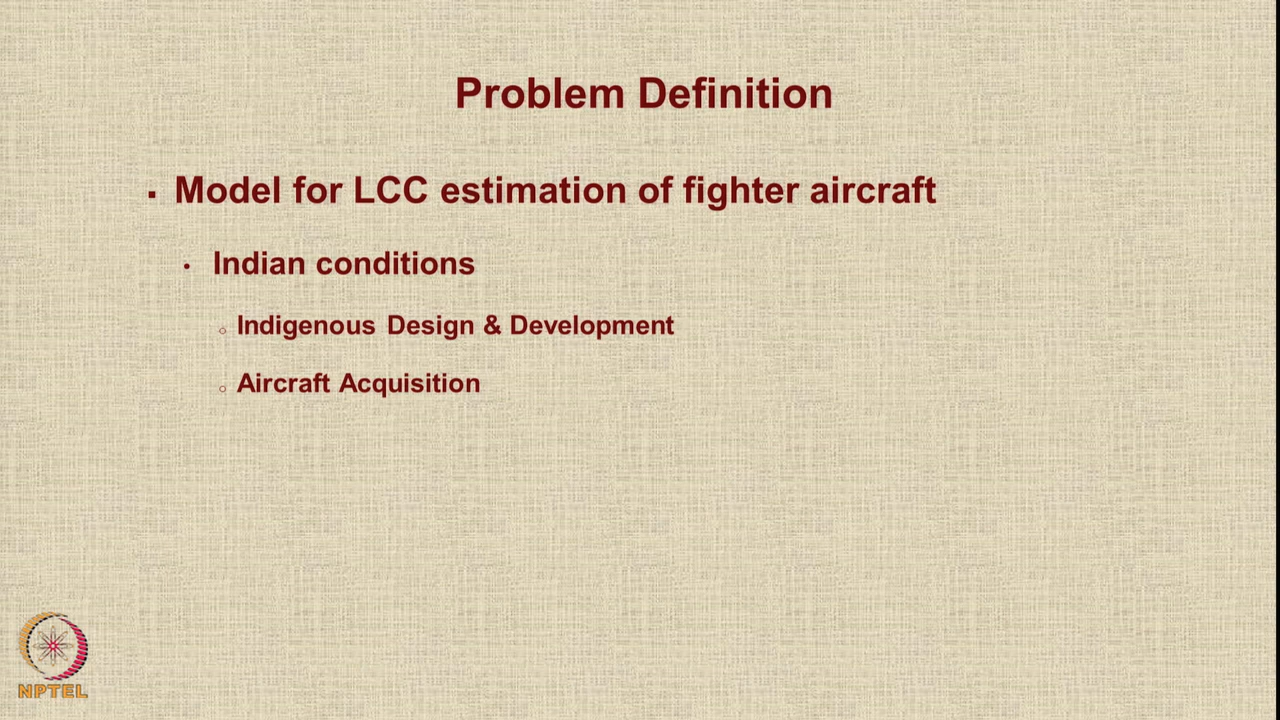 Problem Definition
▪ Model for LCC estimation of fighter aircraft
• Indian conditions
○ Indigenous Design & Development
○ Aircraft Acquisition
NPTEL